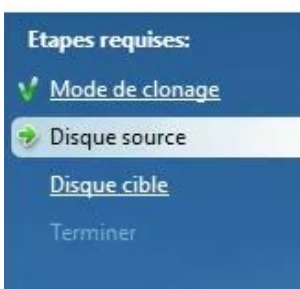 Etapes requises:
Mode de clonage
Disque source
Disque cible
Terminer